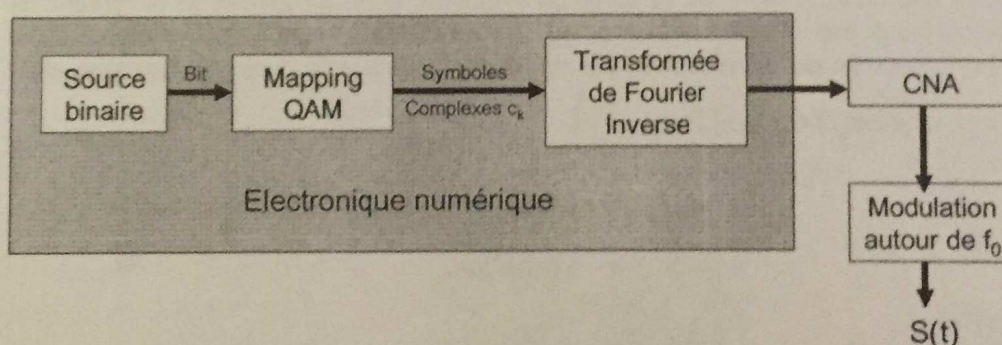 Source
binaire
Bit
Mapping
QAM
Symboles
Complexes cₖ
Transformée
de Fourier
Inverse
CNA
Electronique numérique
Modulation
autour de f₀
S(t)